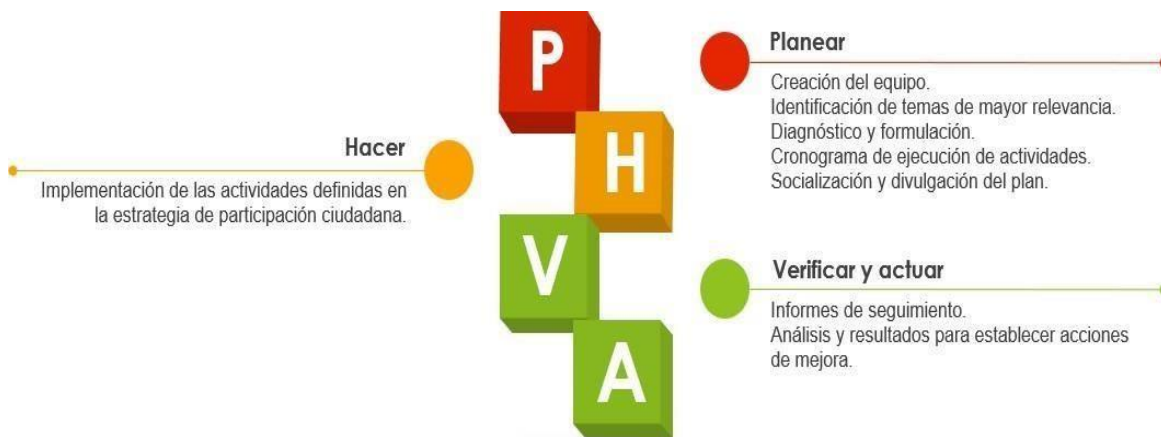 P
H
V
A
Planear
Creación del equipo.
Identificación de temas de mayor relevancia.
Diagnóstico y formulación.
Cronograma de ejecución de actividades.
Socialización y divulgación del plan.
Hacer
Implementación de las actividades definidas en
la estrategia de participación ciudadana.
Verificar y actuar
Informes de seguimiento.
Análisis y resultados para establecer acciones
de mejora.